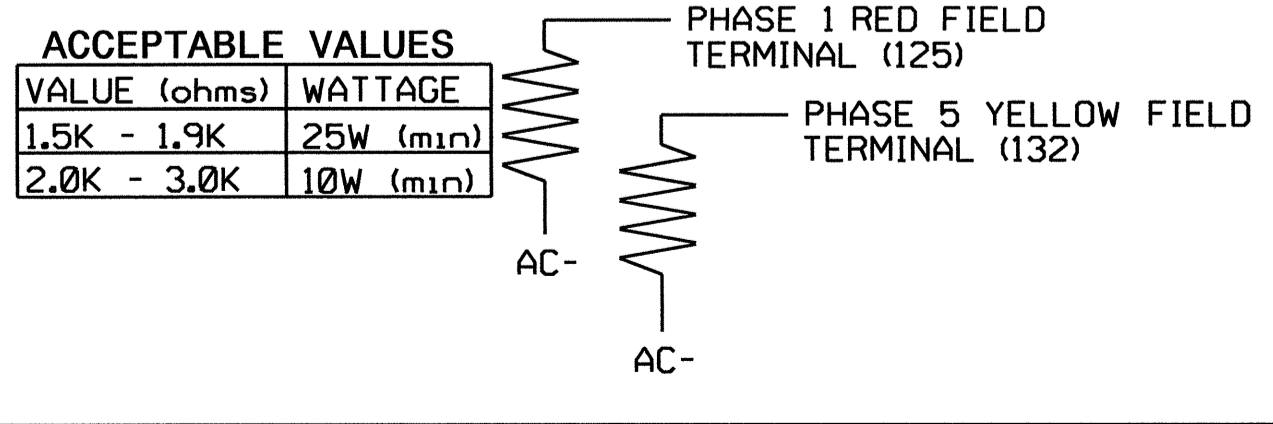 ACCEPTABLE VALUES
VALUE (ohms) WATTAGE
1.5K - 1.9K 25W (min)
2.0K - 3.0K 10W (min)
PHASE 1 RED FIELD
TERMINAL (125)
AC-
PHASE 5 YELLOW FIELD
TERMINAL (132)
AC-